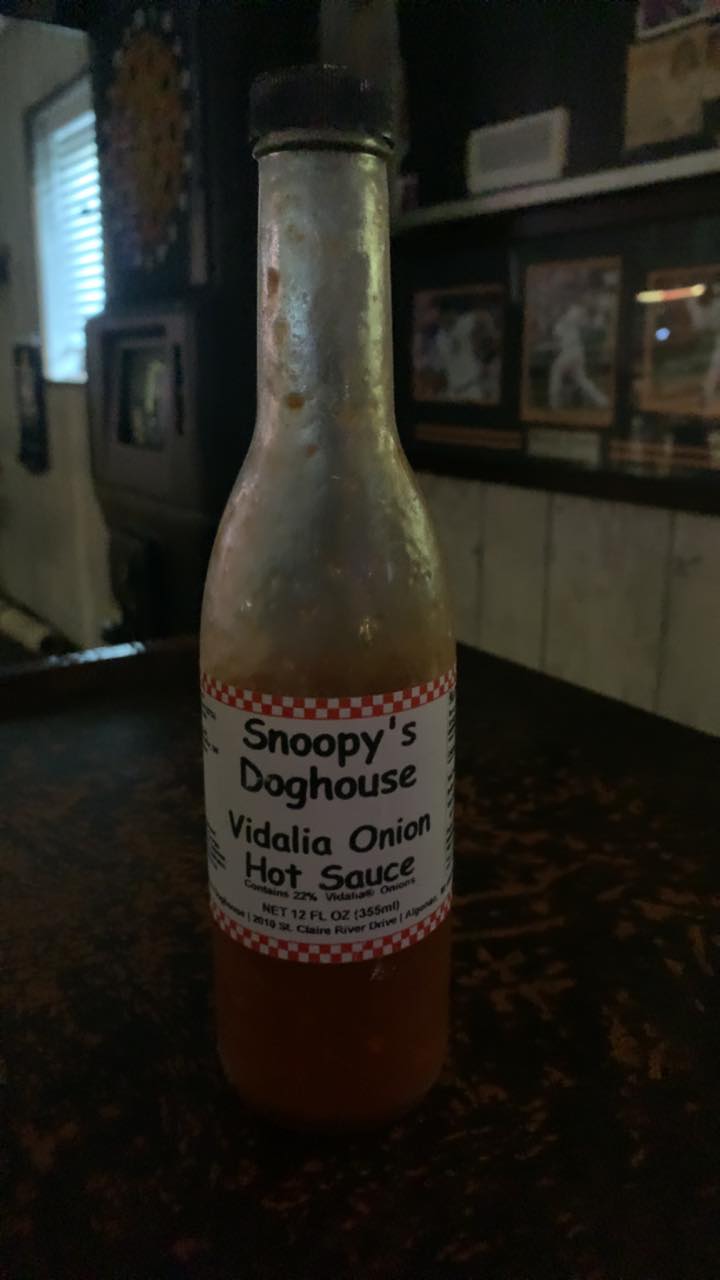 Snoopy's
Doghouse
Vidalia Onion
Hot Sauce
Contains 22% Vidalia® Onions
NET 12 FL OZ (355ml)
| 2010 St. Claire River Drive |